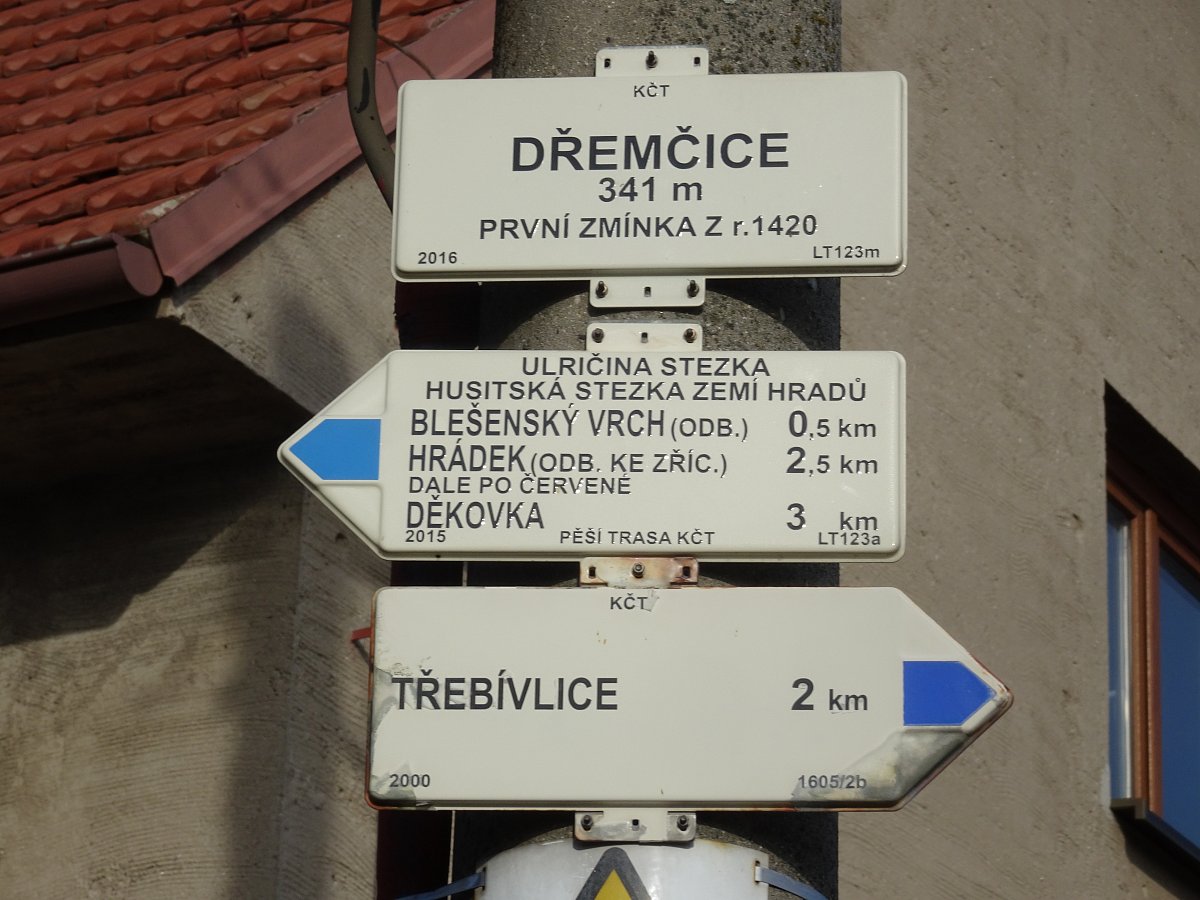 KČT
DŘEMČICE
341 m
PRVNÍ ZMÍNKA Z r.1420
2016 LT123m
ULRIČINA STEZKA
HUSITSKÁ STEZKA ZEMÍ HRADŮ
BLEŠENSKÝ VRCH (ODB.) 0,5 km
HRÁDEK (ODB. KE ZŘÍC.) 2,5 km
DALE PO ČERVENÉ
DĚKOVKA 3 km
2015 PĚŠÍ TRASA KČT LT123a
KČT
TŘEBÍVLICE 2 km
2000 1605/2b